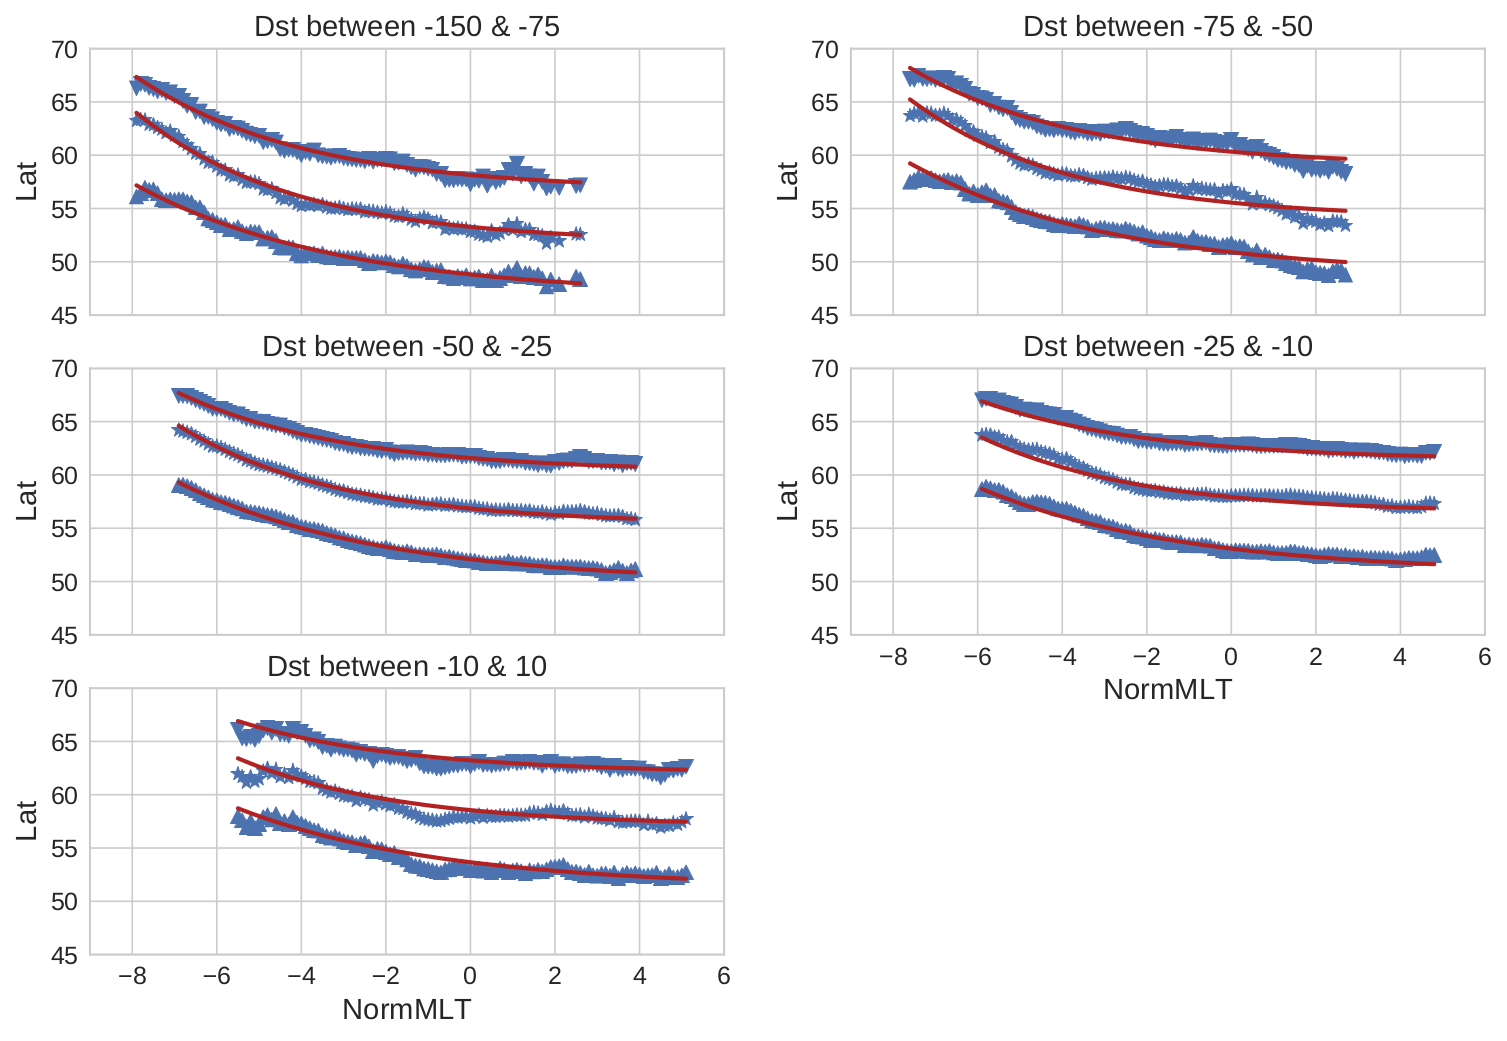 Dst between -150 & -75
70
65
60
55
50
45
Lat
Dst between -75 & -50
70
65
60
55
50
45
Lat
Dst between -50 & -25
70
65
60
55
50
45
Lat
Dst between -25 & -10
70
65
60
55
50
45
Lat
−8 −6 −4 −2 0 2 4 6
NormMLT
Dst between -10 & 10
70
65
60
55
50
45
Lat
−8 −6 −4 −2 0 2 4 6
NormMLT